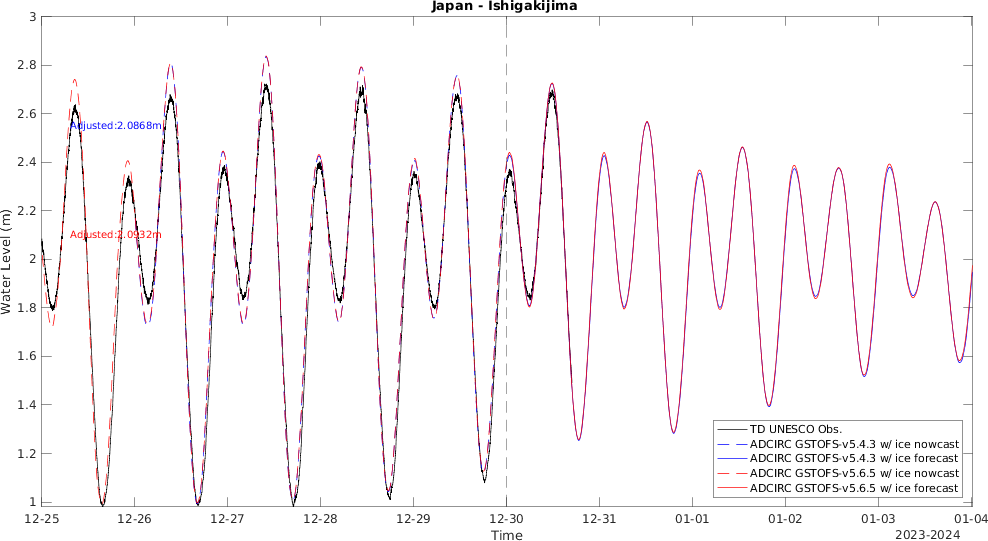 Japan - Ishigakijima
3
2.8
2.6
2.4
2.2
2
1.8
1.6
1.4
1.2
1
Water Level (m)
Adjusted:2.0868m
Adjusted:2.0932m
TD UNESCO Obs.
ADCIRC GSTOFS-v5.4.3 w/ ice nowcast
ADCIRC GSTOFS-v5.4.3 w/ ice forecast
ADCIRC GSTOFS-v5.6.5 w/ ice nowcast
ADCIRC GSTOFS-v5.6.5 w/ ice forecast
12-25 12-26 12-27 12-28 12-29 12-30 12-31 01-01 01-02 01-03 01-04
Time
2023-2024